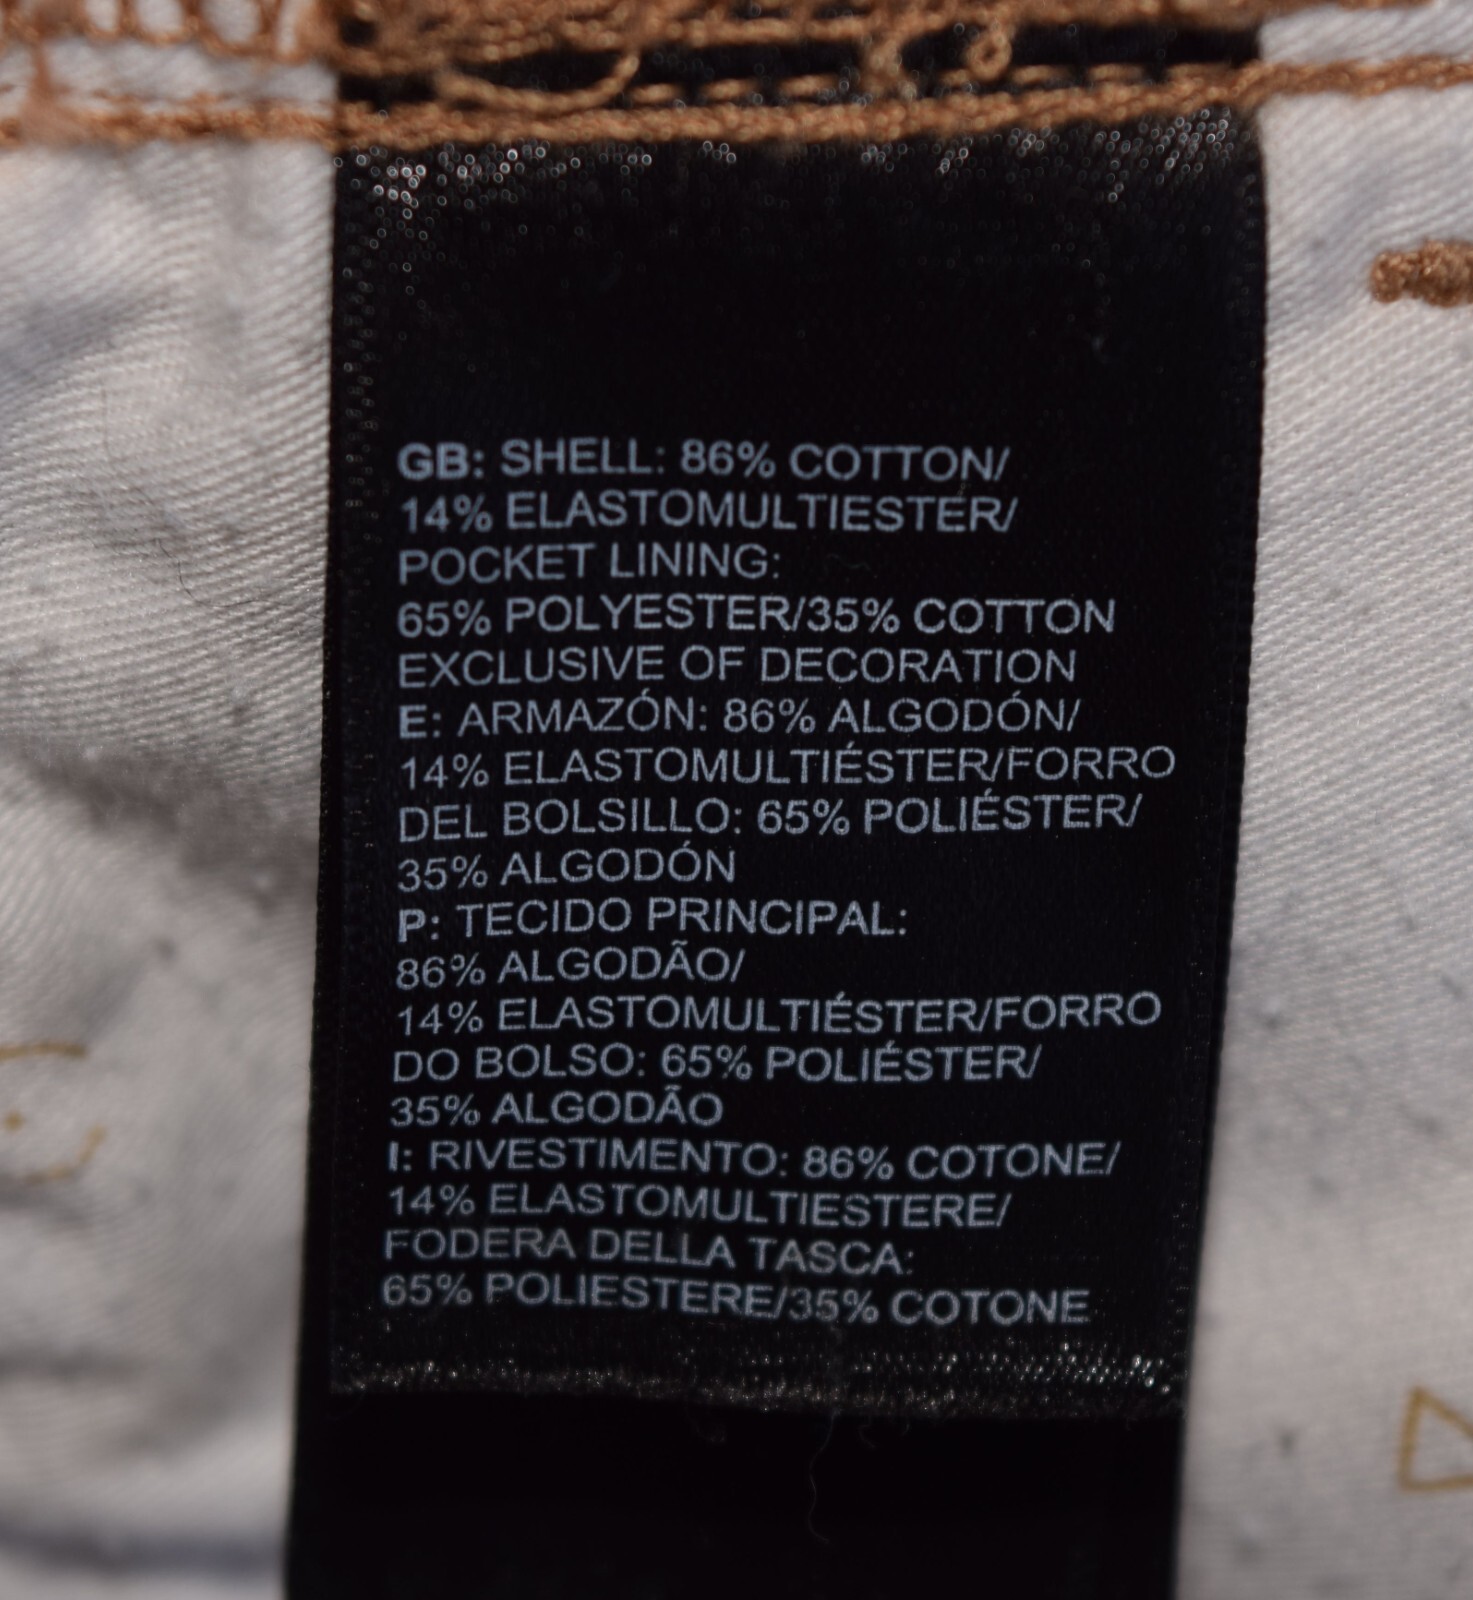 GB: SHELL: 86% COTTON/
14% ELASTOMULTIESTER/
POCKET LINING:
65% POLYESTER/35% COTTON
EXCLUSIVE OF DECORATION
E: ARMAZÓN: 86% ALGODÓN/
14% ELASTOMULTIÉSTER/FORRO
DEL BOLSILLO: 65% POLIÉSTER/
35% ALGODÓN
P: TECIDO PRINCIPAL:
86% ALGODÃO/
14% ELASTOMULTIÉSTER/FORRO
DO BOLSO: 65% POLIÉSTER/
35% ALGODÃO
I: RIVESTIMENTO: 86% COTONE/
14% ELASTOMULTIESTERE/
FODERA DELLA TASCA:
65% POLIESTERE/35% COTONE